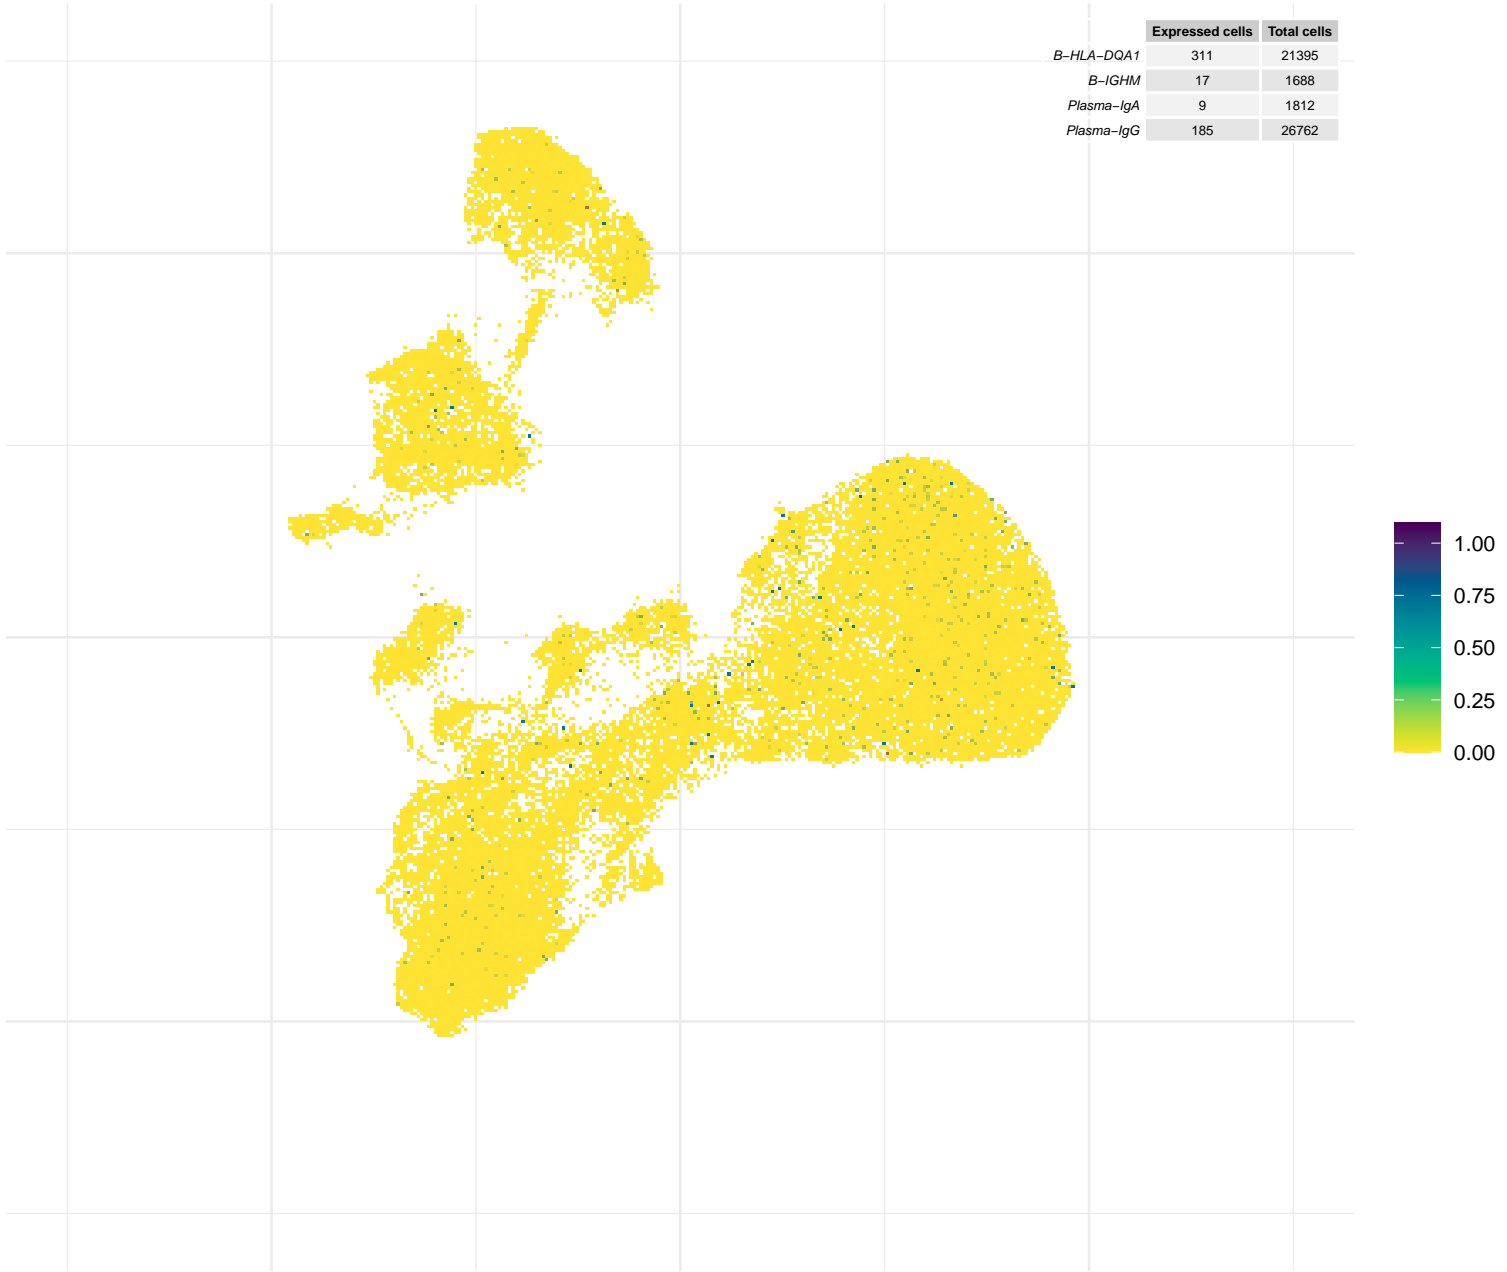 Expressed cells Total cells
B−HLA−DQA1 311 21395
B−IGHM 17 1688
Plasma−IgA 9 1812
Plasma−IgG 185 26762
1.00
0.75
0.50
0.25
0.00